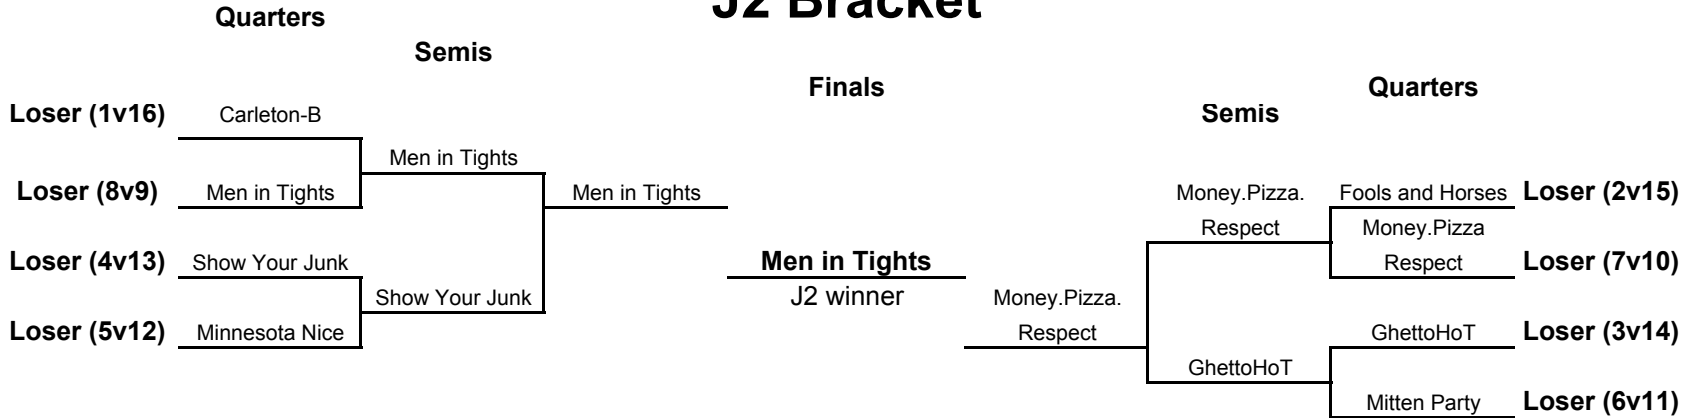 J2 Bracket
Quarters
Semis
Finals
Quarters
Semis
Loser (1v16) Carleton-B
Men in Tights
Loser (8v9) Men in Tights
Men in Tights
Loser (4v13) Show Your Junk
Show Your Junk
Loser (5v12) Minnesota Nice
Men in Tights
J2 winner
Money.Pizza.
Respect
Money.Pizza.
Respect
Fools and Horses Loser (2v15)
Money.Pizza
Respect Loser (7v10)
GhettoHoT
GhettoHoT Loser (3v14)
Mitten Party Loser (6v11)